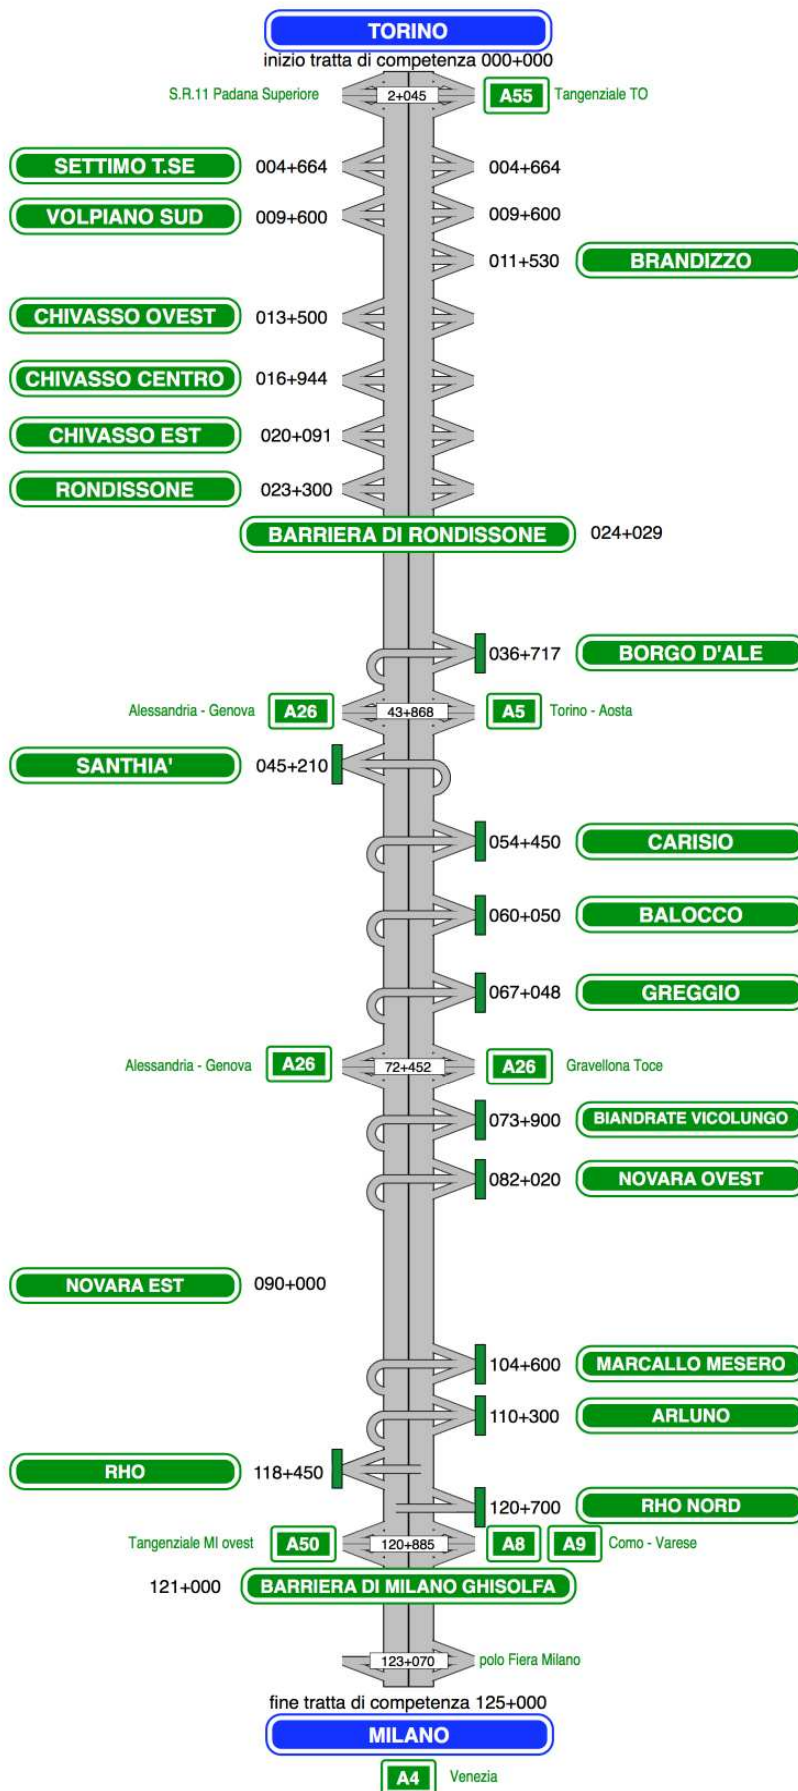 TORINO
inizio tratta di competenza 000+000
S.R.11 Padana Superiore 2+045 A55 Tangenziale TO
SETTIMO T.SE 004+664 004+664
VOLPIANO SUD 009+600 009+600
011+530 BRANDIZZO
CHIVASSO OVEST 013+500
CHIVASSO CENTRO 016+944
CHIVASSO EST 020+091
RONDISSONE 023+300
BARRIERA DI RONDISSONE 024+029
036+717 BORGO D'ALE
Alessandria - Genova A26 43+868 A5 Torino - Aosta
SANTHIA' 045+210
054+450 CARISIO
060+050 BALOCCO
067+048 GREGGIO
Alessandria - Genova A26 72+452 A26 Gravellona Toce
073+900 BIANDRATE VICOLUNGO
082+020 NOVARA OVEST
NOVARA EST 090+000
104+600 MARCALLO MESERO
110+300 ARLUNO
RHO 118+450
120+700 RHO NORD
Tangenziale MI ovest A50 120+885 A8 A9 Como - Varese
121+000 BARRIERA DI MILANO GHISOLFA
123+070 polo Fiera Milano
fine tratta di competenza 125+000
MILANO
A4 Venezia